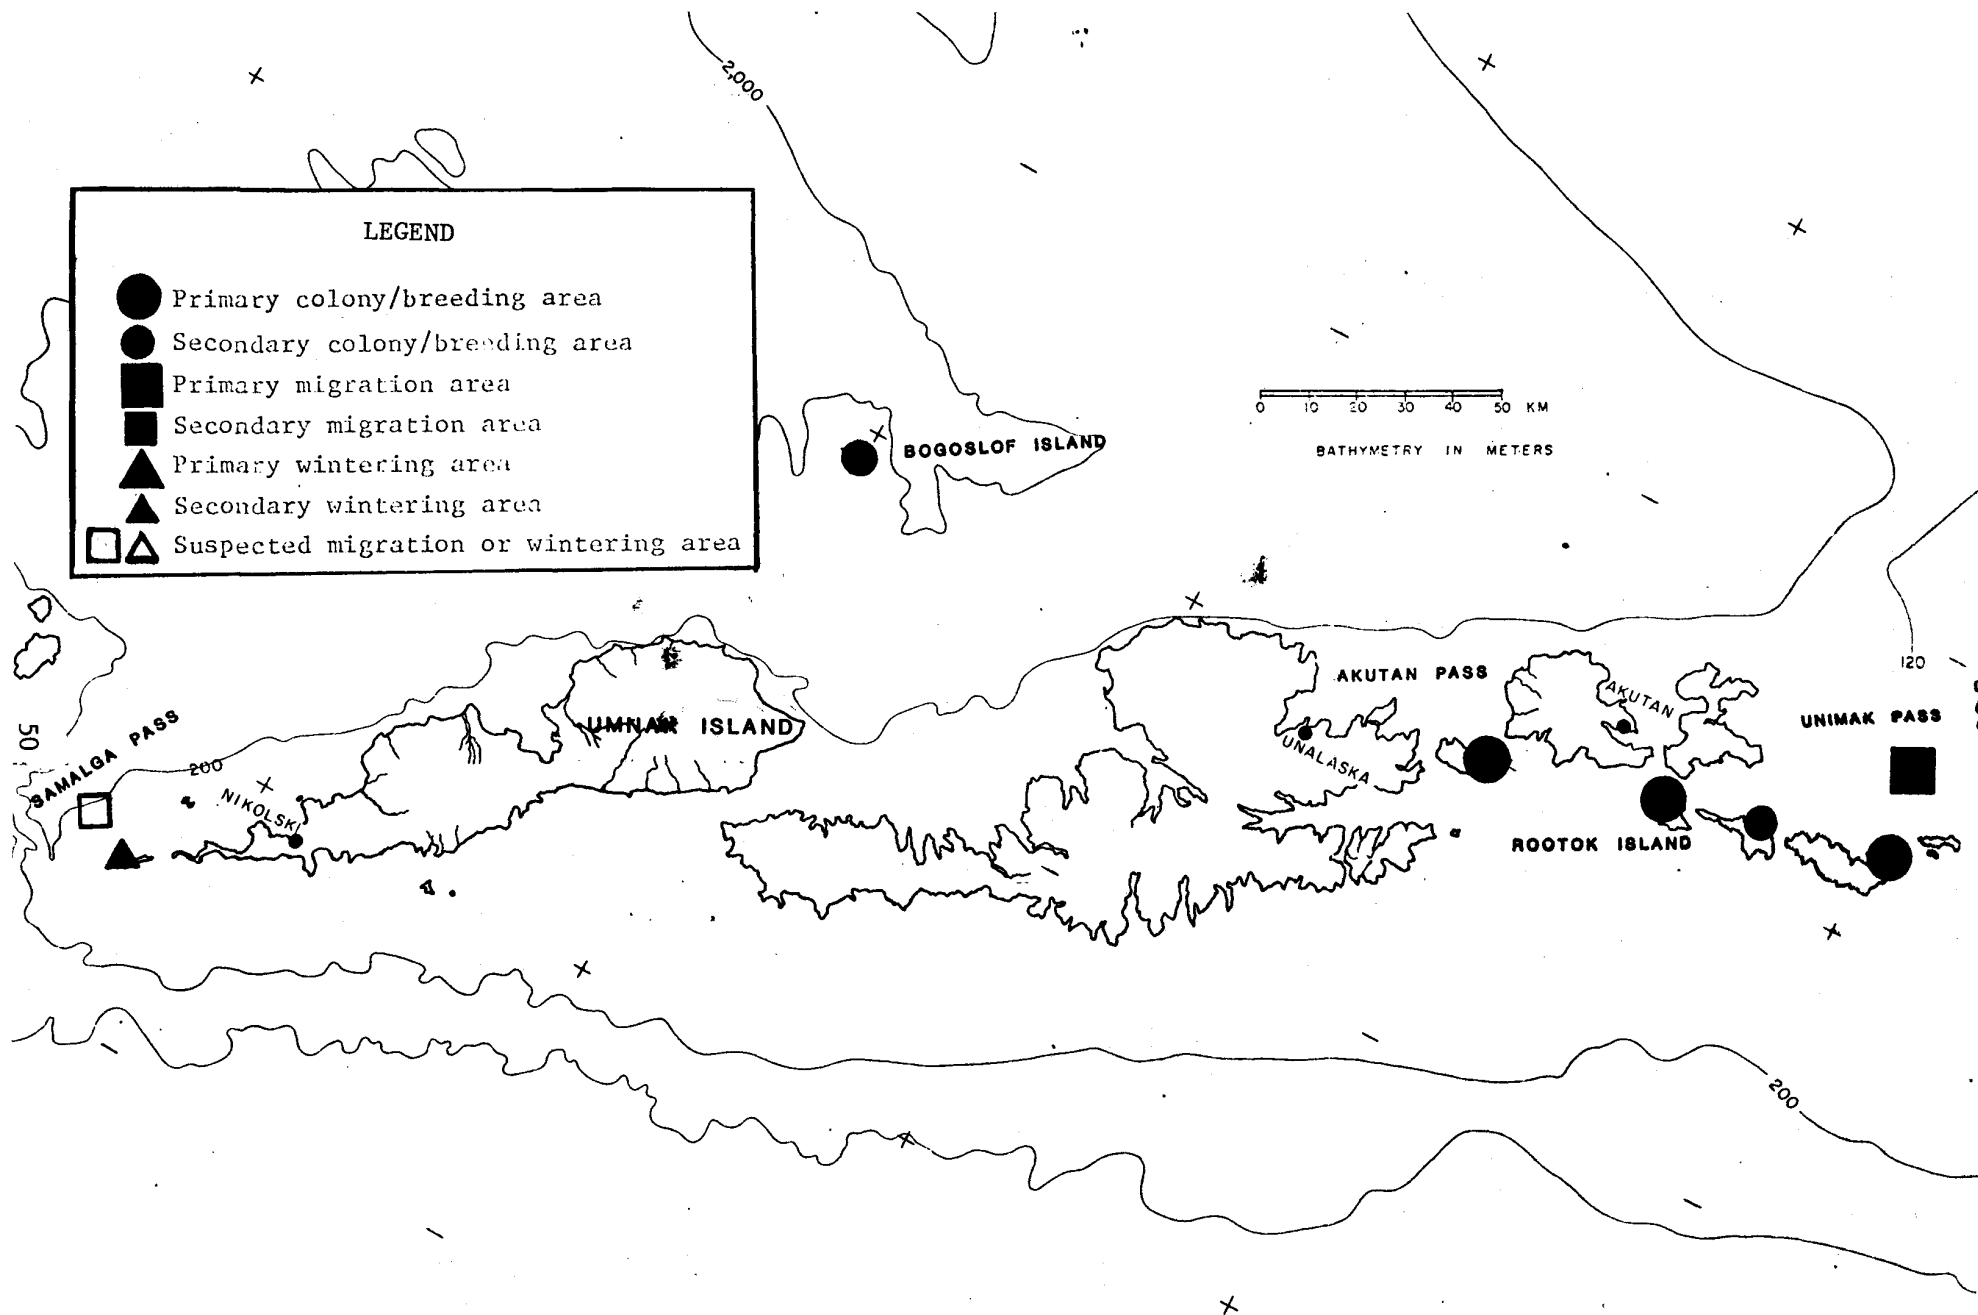 2,000
LEGEND
Primary colony/breeding area
Secondary colony/breeding area
Primary migration area
Secondary migration area
Primary wintering area
Secondary wintering area
Suspected migration or wintering area
0 10 20 30 40 50 KM
BATHYMETRY IN METERS
BOGOSLOF ISLAND
120
AKUTAN PASS
AKUTAN
UNIMAK PASS
UMNAK ISLAND
UNALASKA
SAMALGA PASS
50
200
NIKOLSKI
ROOTOK ISLAND
200